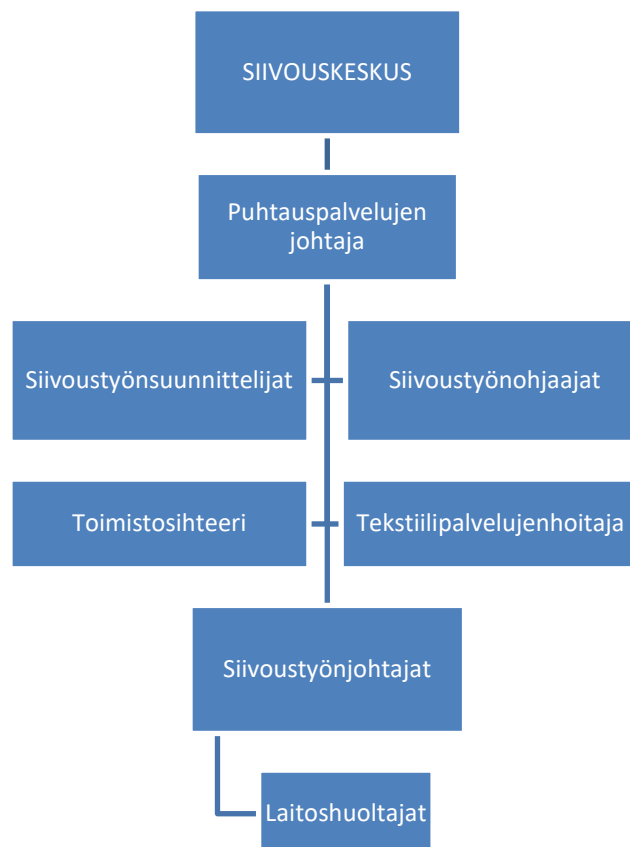 SIIVOUSKESKUS
Puhtauspalvelujen
johtaja
Siivoustyönsuunnittelijat
Siivoustyönohjaajat
Toimistosihteeri
Tekstiilipalvelujenhoitaja
Siivoustyönjohtajat
Laitoshuoltajat